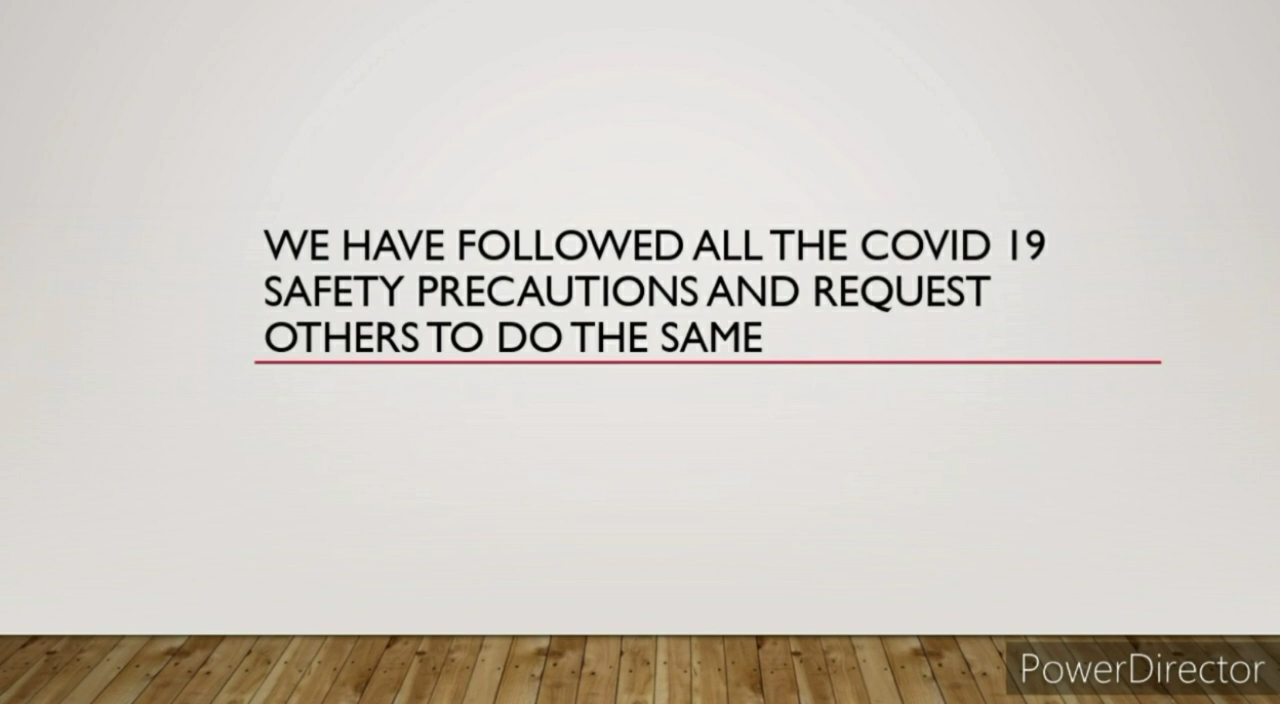 WE HAVE FOLLOWED ALL THE COVID 19
SAFETY PRECAUTIONS AND REQUEST
OTHERS TO DO THE SAME
PowerDirector